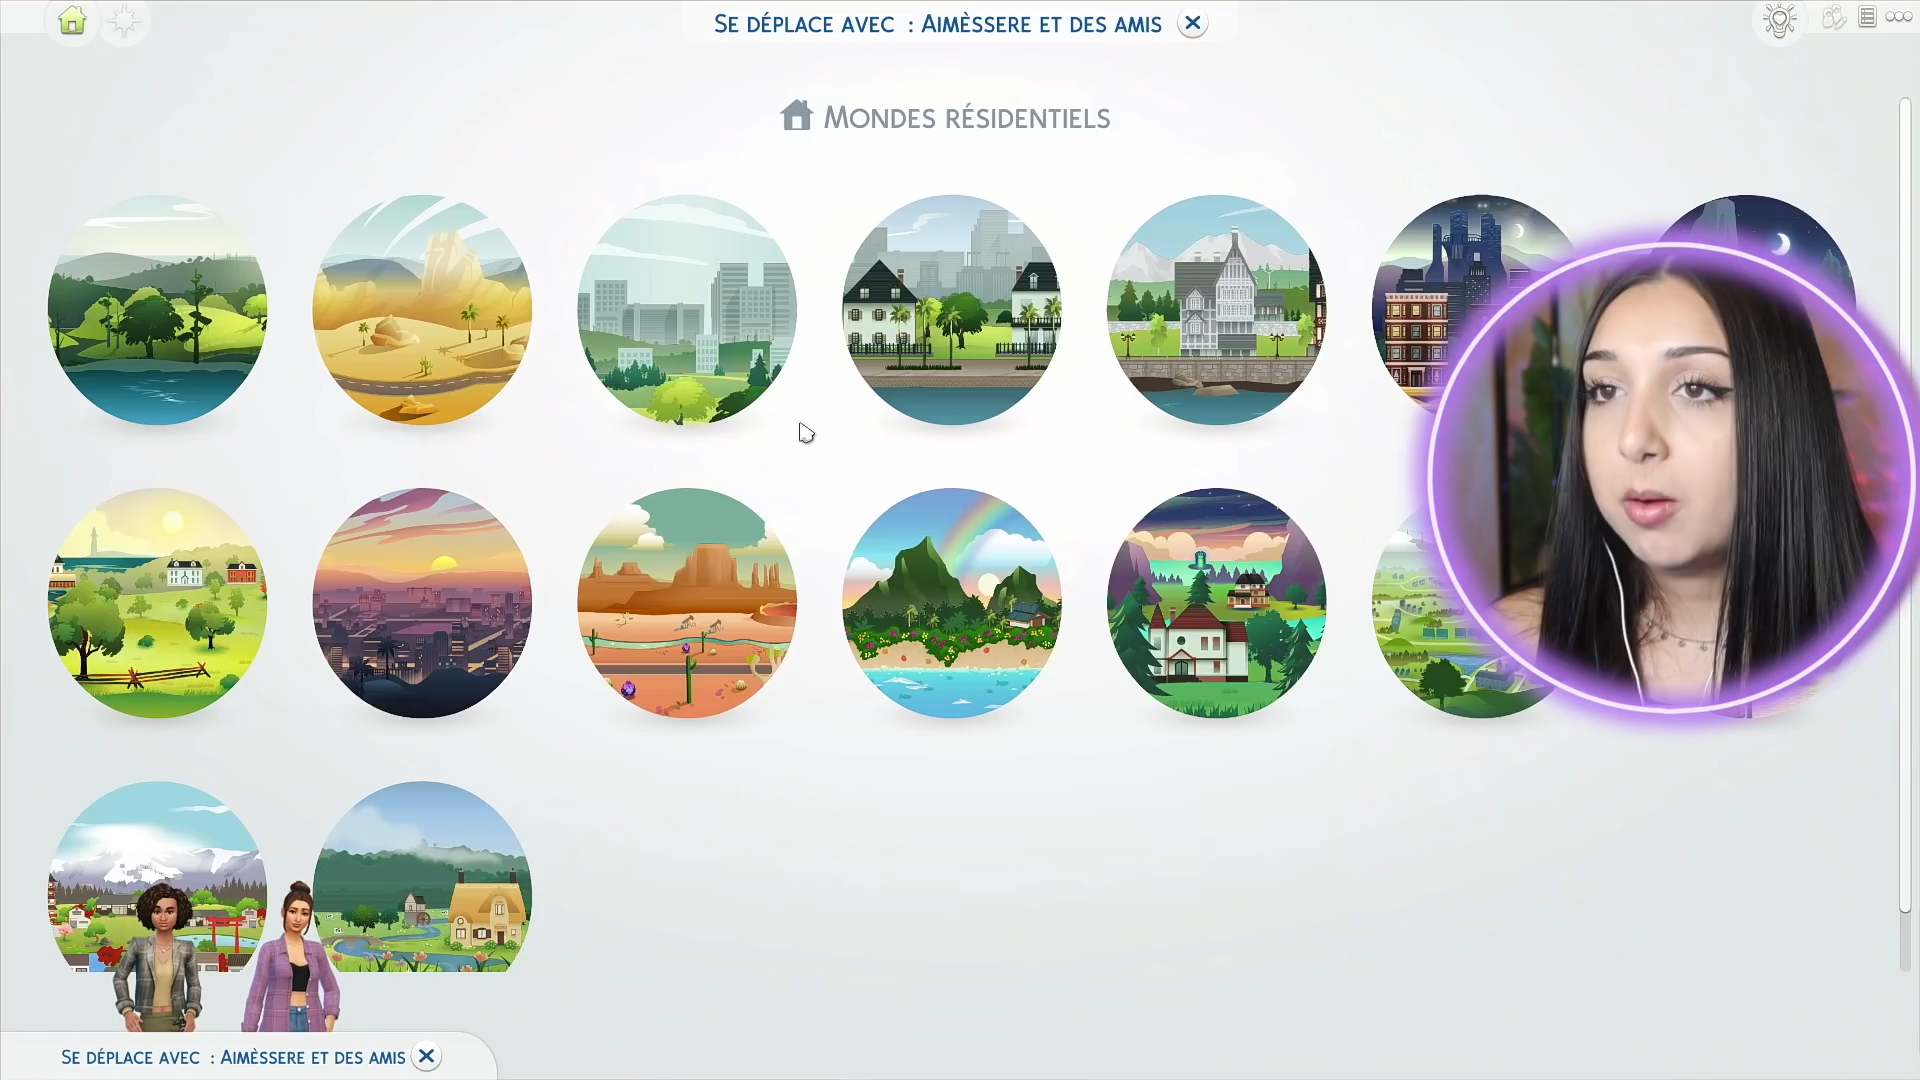 Se déplace avec : Aimèssere et des amis
Mondes résidentiels
Se déplace avec : Aimèssere et des amis